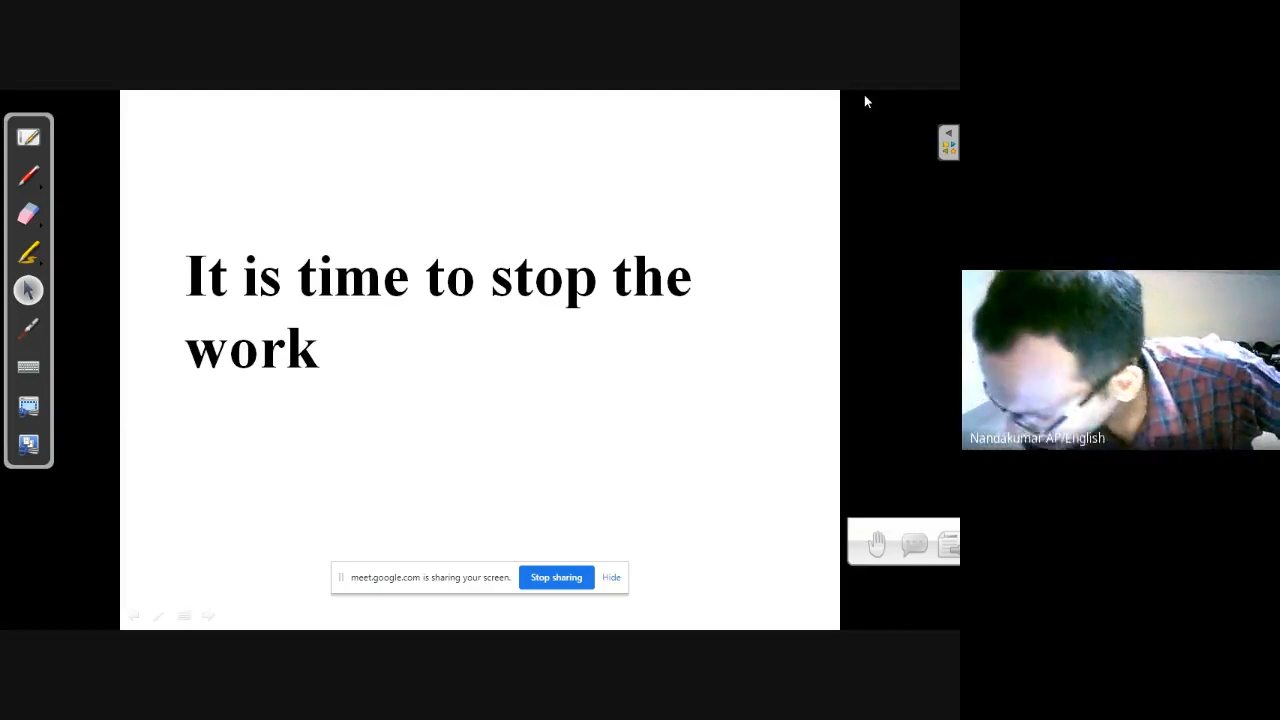 It is time to stop the
work
Nandakumar AP/English
meet.google.com is sharing your screen.
Stop sharing
Hide